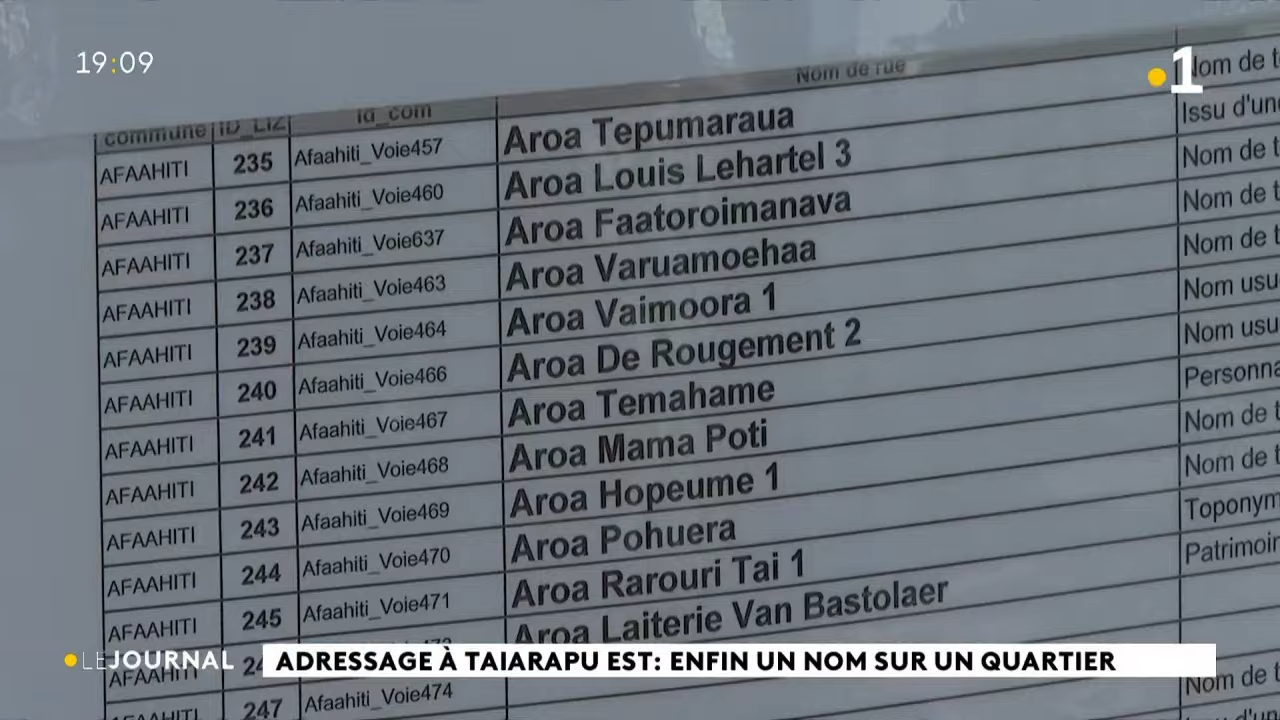 19:09
1
commune ID_LIZ id_com Nom de rue
AFAAHITI 235 Afaahiti_Voie457 Aroa Tepumaraua Nom de t
AFAAHITI 236 Afaahiti_Voie460 Aroa Louis Lehartel 3 Issu d'un
AFAAHITI 237 Afaahiti_Voie637 Aroa Faatoroimanava Nom de t
AFAAHITI 238 Afaahiti_Voie463 Aroa Varuamoehaa Nom de t
AFAAHITI 239 Afaahiti_Voie464 Aroa Vaimoora 1 Nom de t
AFAAHITI 240 Afaahiti_Voie466 Aroa De Rougement 2 Nom usu
AFAAHITI 241 Afaahiti_Voie467 Aroa Temahame Nom usu
AFAAHITI 242 Afaahiti_Voie468 Aroa Mama Poti Personna
AFAAHITI 243 Afaahiti_Voie469 Aroa Hopeume 1 Nom de t
AFAAHITI 244 Afaahiti_Voie470 Aroa Pohuera Nom de t
AFAAHITI 245 Afaahiti_Voie471 Aroa Rarouri Tai 1 Toponym
AFAAHITI 24 Aroa Laiterie Van Bastolaer Patrimoin
AFAAHITI 247 Afaahiti_Voie474
Nom de t
LEJOURNAL ADRESSAGE À TAIARAPU EST: ENFIN UN NOM SUR UN QUARTIER